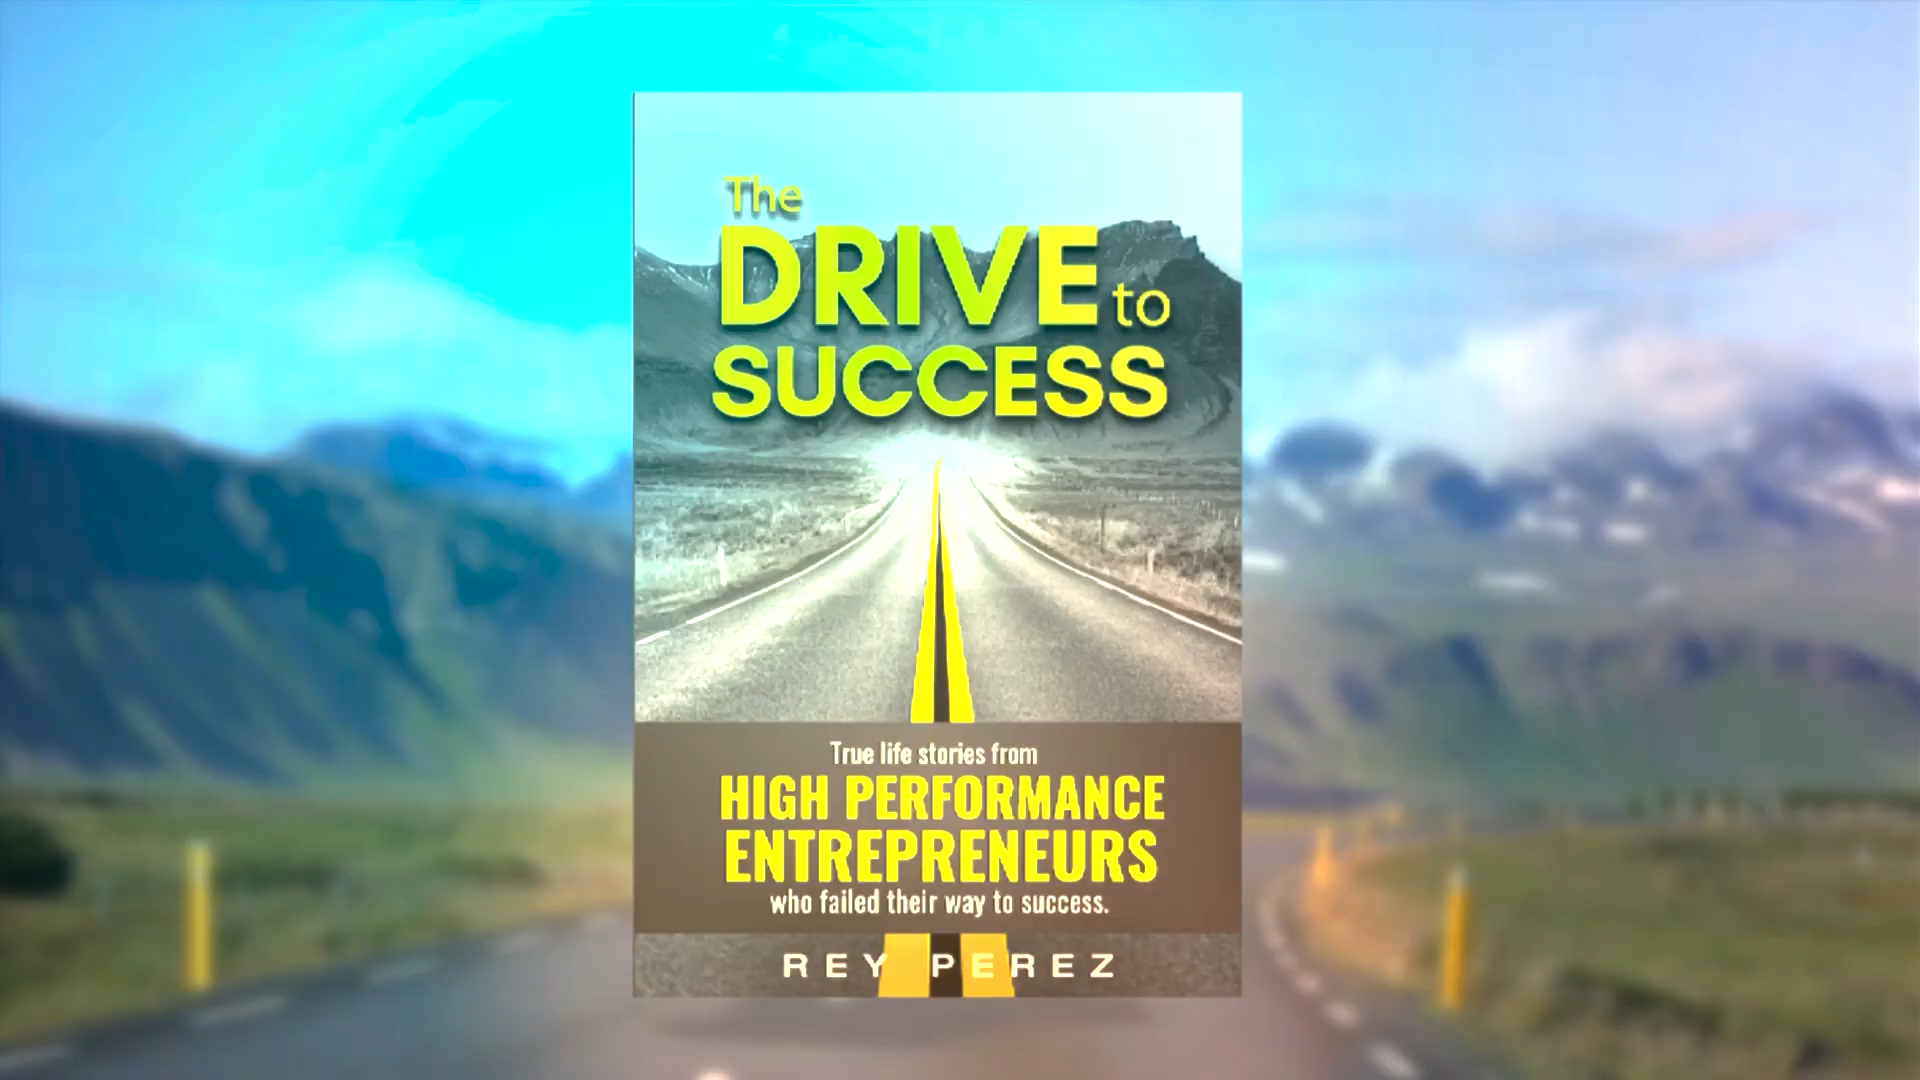 The
DRIVE to
SUCCESS
True life stories from
HIGH PERFORMANCE
ENTREPRENEURS
who failed their way to success.
REY PEREZ